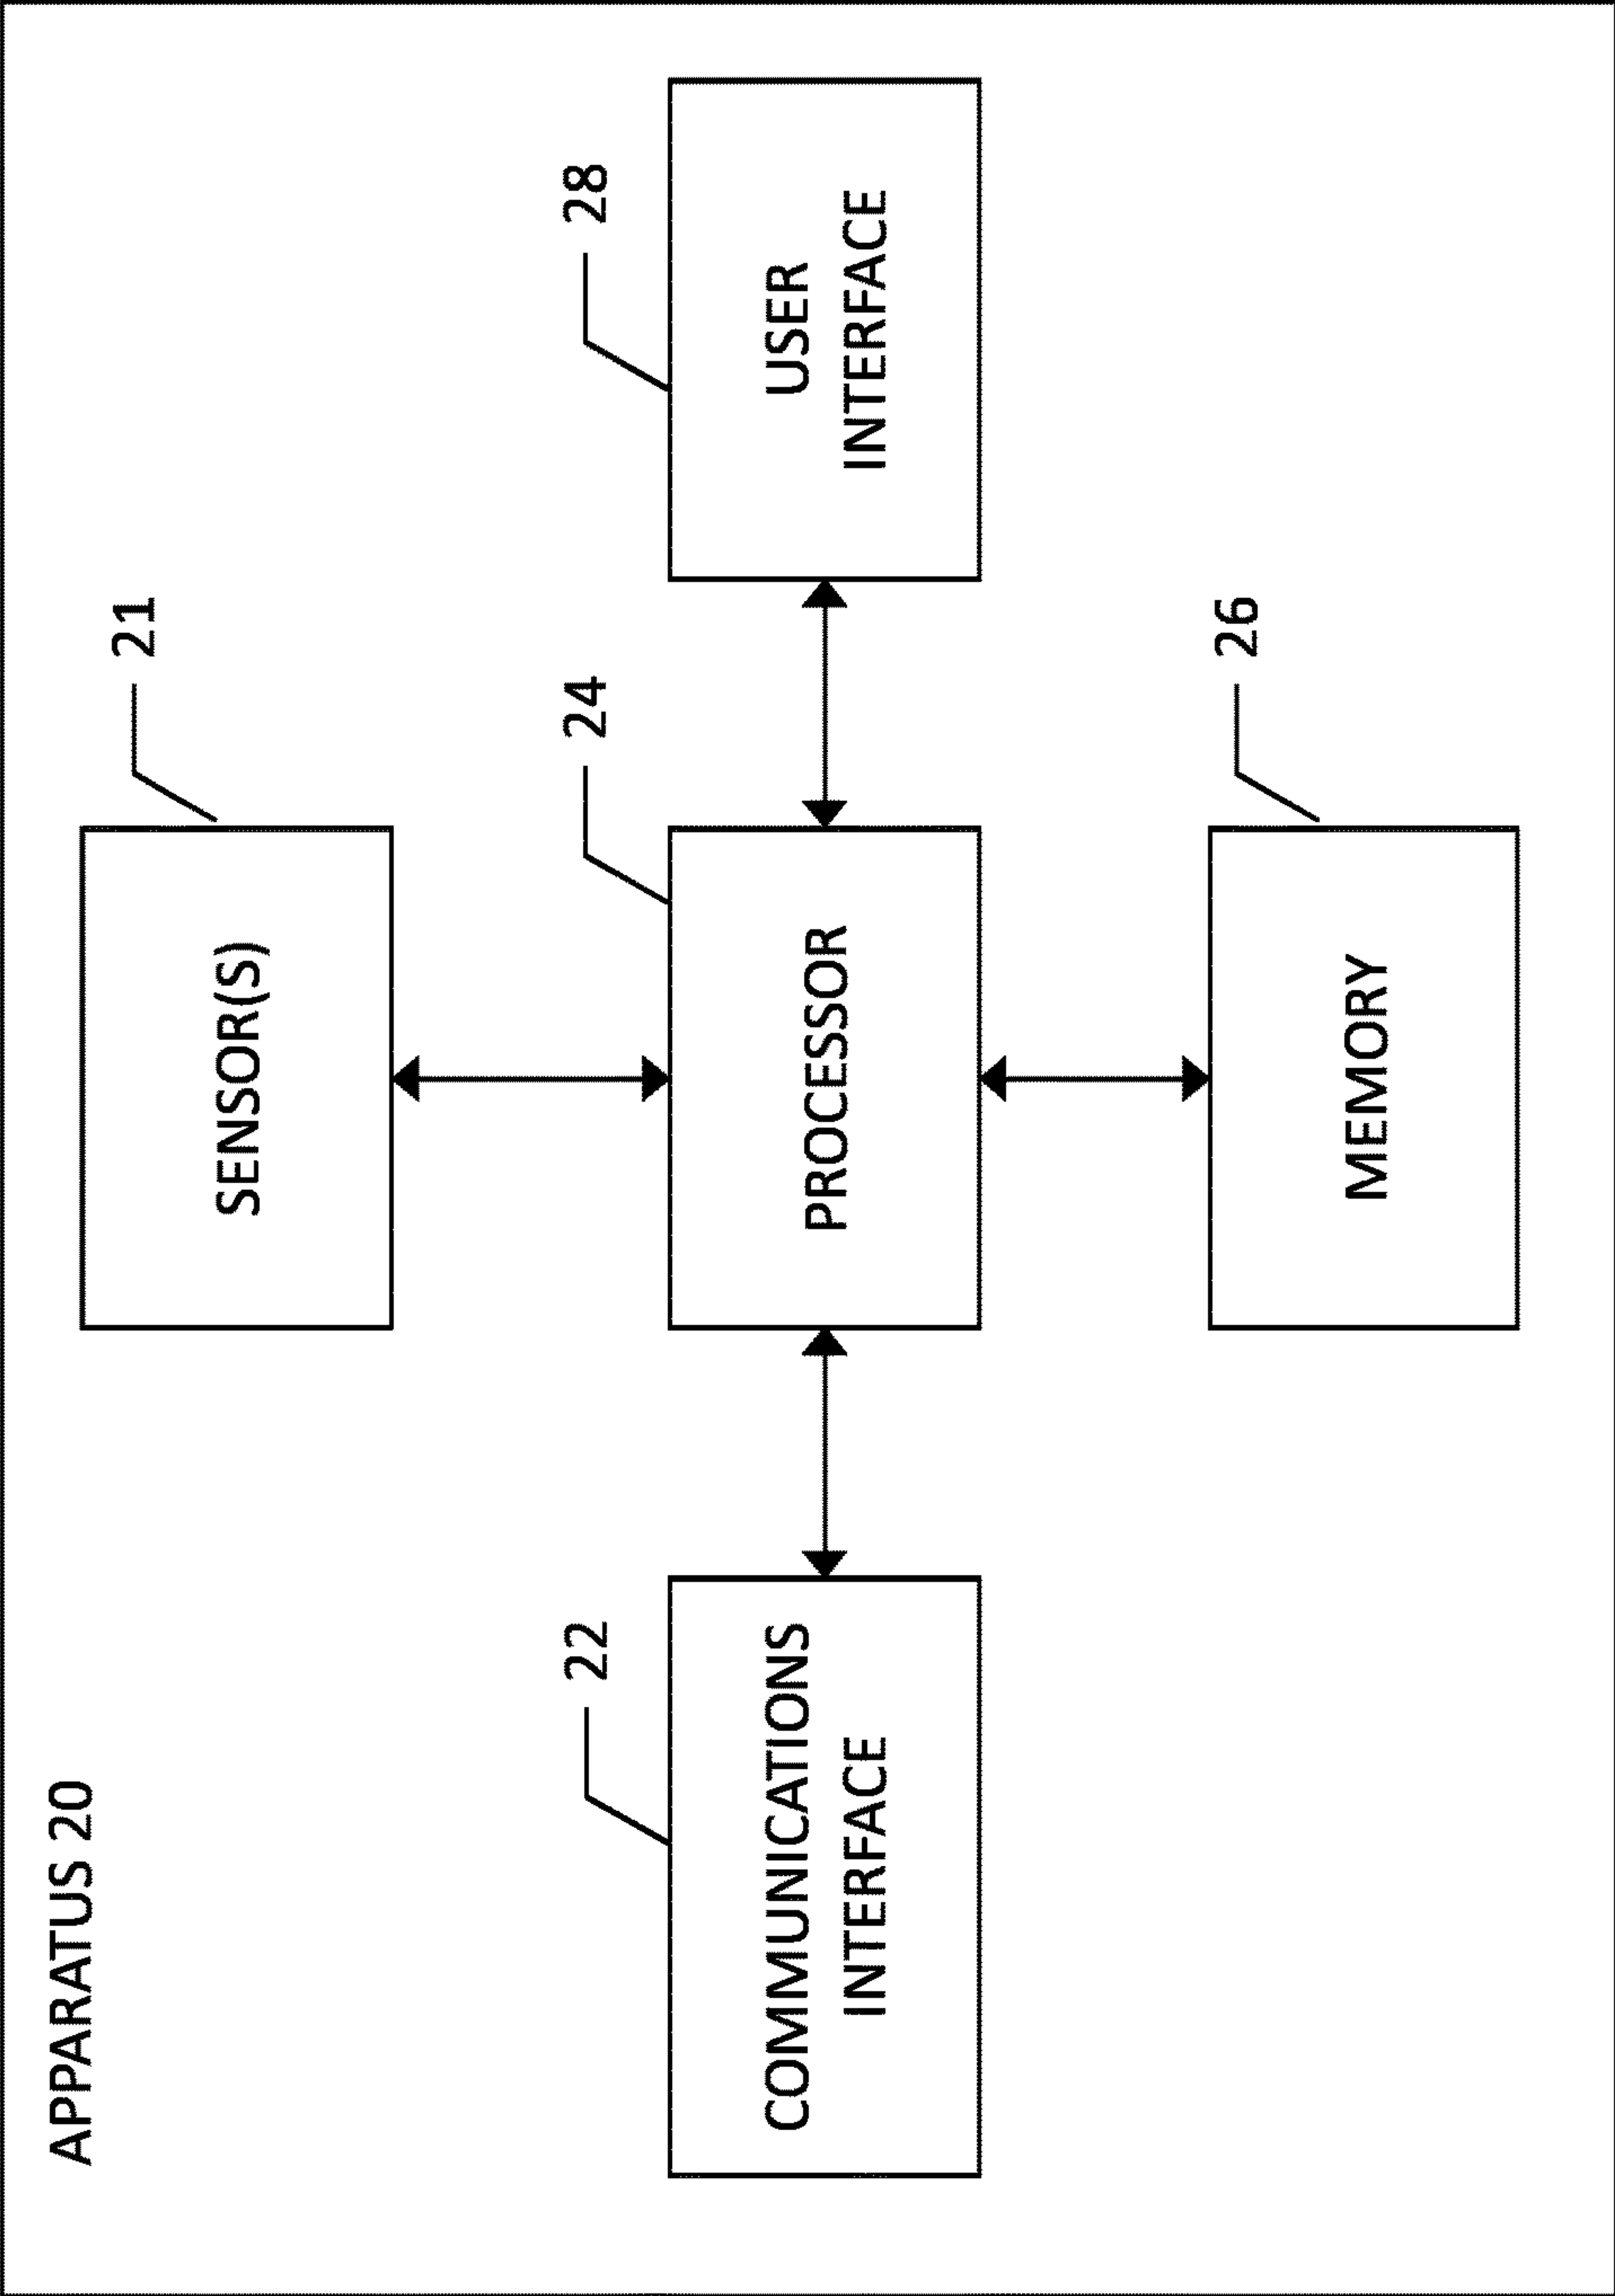 APPARATUS 20
21
SENSOR(S)
22
24
28
COMMUNICATIONS
INTERFACE
PROCESSOR
USER
INTERFACE
26
MEMORY